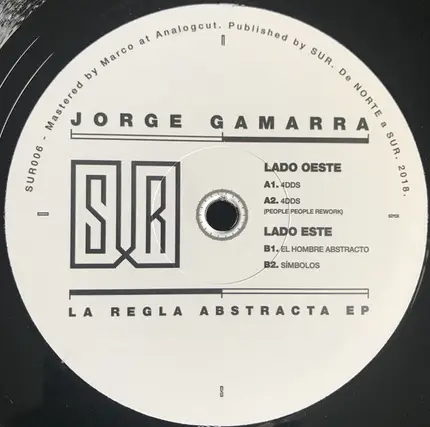 SUR006 - Mastered by Marco at Analogcut. Published by SUR. De NORTE a SUR. 2018.
JORGE GAMARRA
SUR
LADO OESTE
A1. 4DDS
A2. 4DDS
(PEOPLE PEOPLE REWORK)
LADO ESTE
B1. EL HOMBRE ABSTRACTO
B2. SÍMBOLOS
LA REGLA ABSTRACTA EP